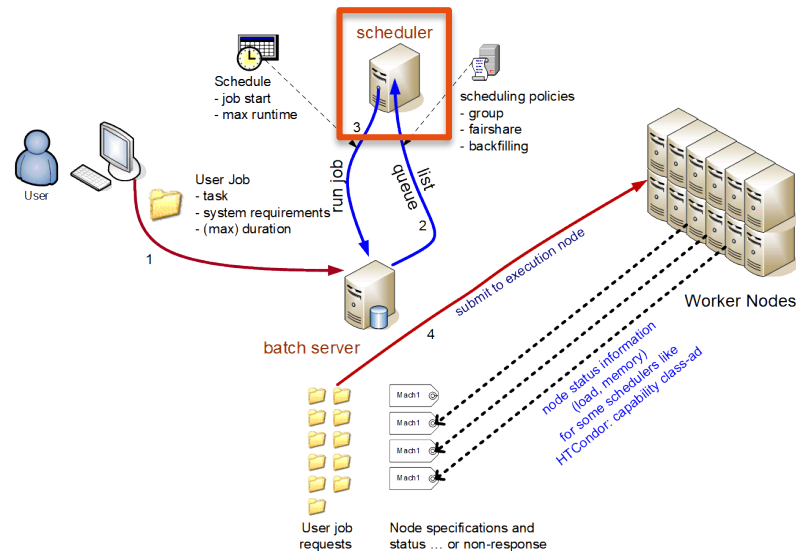 scheduler
Schedule
- job start
- max runtime
scheduling policies
- group
- fairshare
- backfilling
3
run job
list
queue
2
User
User Job
- task
- system requirements
- (max) duration
1
batch server
4
submit to execution node
Worker Nodes
node status information
(load, memory)
for some schedulers like
HTCondor: capability class-ad
Mach1
Mach1
Mach1
Mach1
User job
requests
Node specifications and
status ... or non-response